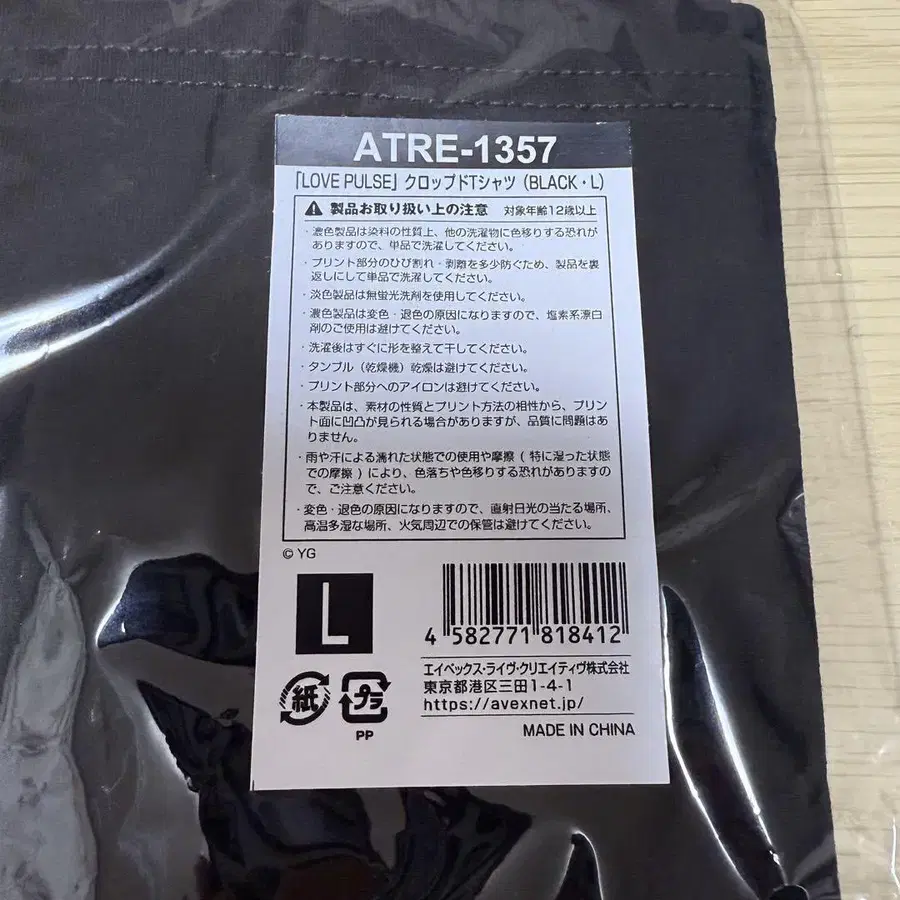 ATRE-1357
「LOVE PULSE」クロップドTシャツ（BLACK・L）
製品お取り扱い上の注意 対象年齢12歳以上
・濃色製品は染料の性質上、他の洗濯物に色移りする恐れが
ありますので、単品で洗濯してください。
・プリント部分のひび割れ・剥離を多少防ぐため、製品を裏
返しにして単品で洗濯してください。
・淡色製品は無蛍光洗剤を使用してください。
・濃色製品は変色・退色の原因になりますので、塩素系漂白
剤のご使用は避けてください。
・洗濯後はすぐに形を整えて干してください。
・タンブル（乾燥機）乾燥は避けてください。
・プリント部分へのアイロンは避けてください。
・本製品は、素材の性質とプリント方法の相性から、プリン
ト面に凹凸が見られる場合がありますが、品質に問題はあ
りません。
・雨や汗による濡れた状態での使用や摩擦（特に湿った状態
での摩擦）により、色落ちや色移りする恐れがありますの
で、ご注意ください。
・変色・退色の原因になりますので、直射日光の当たる場所、
高温多湿な場所、火気周辺での保管は避けてください。
© YG
L
4 582771 818412
紙
プラ
PP
エイベックス・ライヴ・クリエイティヴ株式会社
東京都港区三田1-4-1
https://avexnet.jp/
MADE IN CHINA